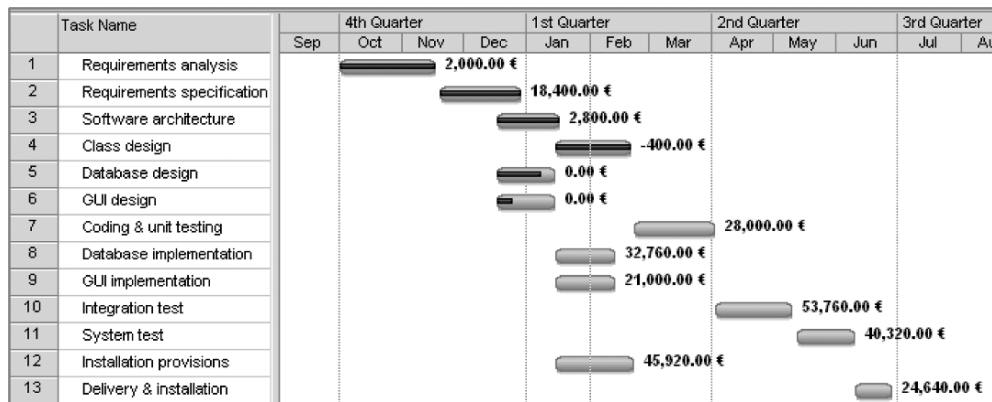 Task Name 4th Quarter 1st Quarter 2nd Quarter 3rd Quarter
Sep Oct Nov Dec Jan Feb Mar Apr May Jun Jul Au
1 Requirements analysis 2,000.00 €
2 Requirements specification 18,400.00 €
3 Software architecture 2,800.00 €
4 Class design -400.00 €
5 Database design 0.00 €
6 GUI design 0.00 €
7 Coding & unit testing 28,000.00 €
8 Database implementation 32,760.00 €
9 GUI implementation 21,000.00 €
10 Integration test 53,760.00 €
11 System test 40,320.00 €
12 Installation provisions 45,920.00 €
13 Delivery & installation 24,640.00 €